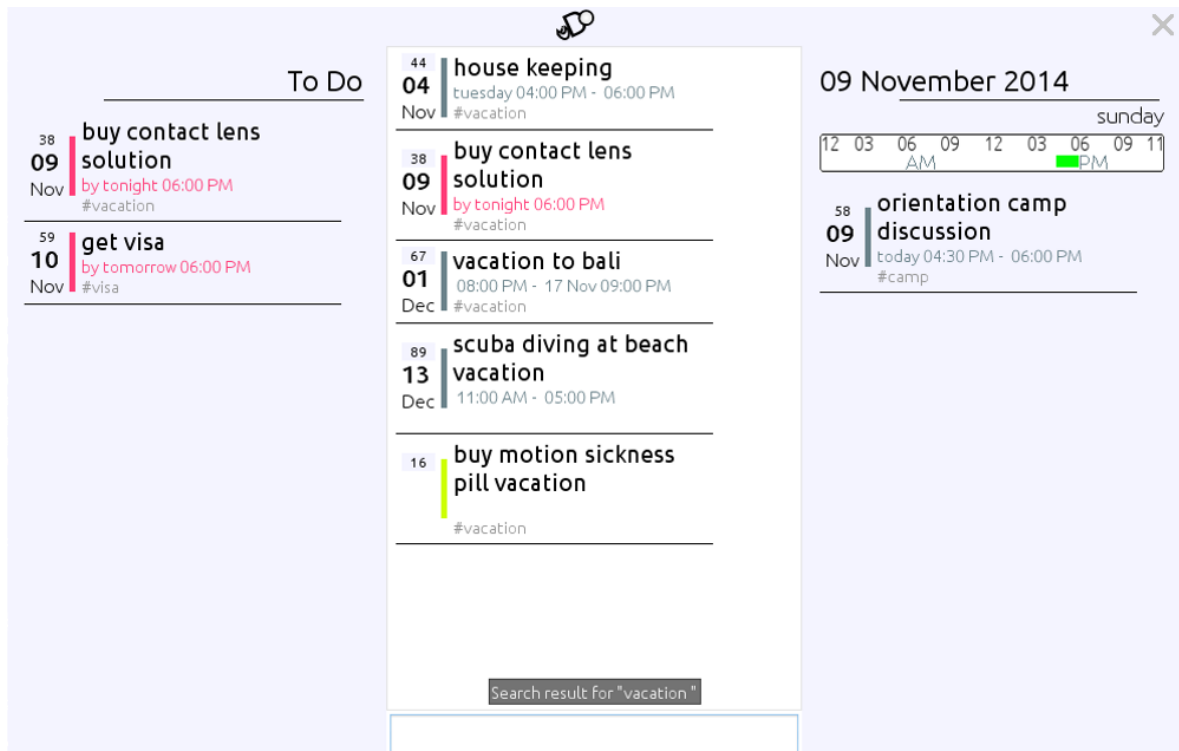 To Do
38
09
Nov
buy contact lens
solution
by tonight 06:00 PM
#vacation
59
10
Nov
get visa
by tomorrow 06:00 PM
#visa
44
04
Nov
house keeping
tuesday 04:00 PM - 06:00 PM
#vacation
38
09
Nov
buy contact lens
solution
by tonight 06:00 PM
#vacation
67
01
Dec
vacation to bali
08:00 PM - 17 Nov 09:00 PM
#vacation
89
13
Dec
scuba diving at beach
vacation
11:00 AM - 05:00 PM
16
buy motion sickness
pill vacation
#vacation
Search result for "vacation "
09 November 2014
sunday
12 03 06 09 12 03 06 09 11
AM PM
58
09
Nov
orientation camp
discussion
today 04:30 PM - 06:00 PM
#camp